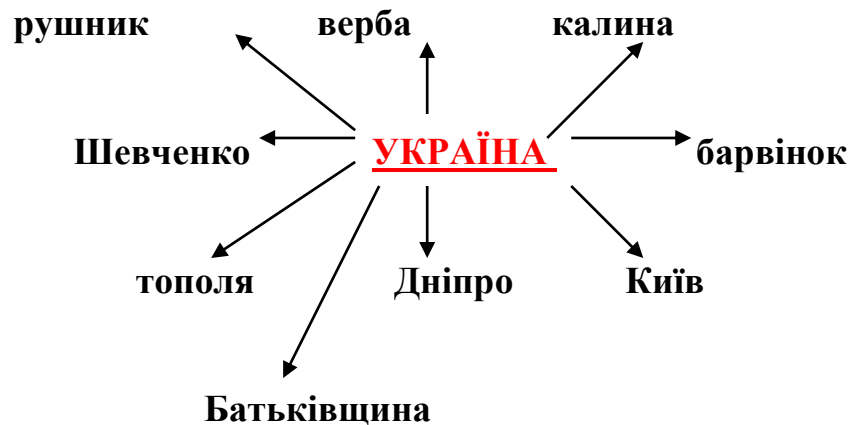 рушник верба калина
Шевченко УКРАЇНА барвінок
тополя Дніпро Київ
Батьківщина